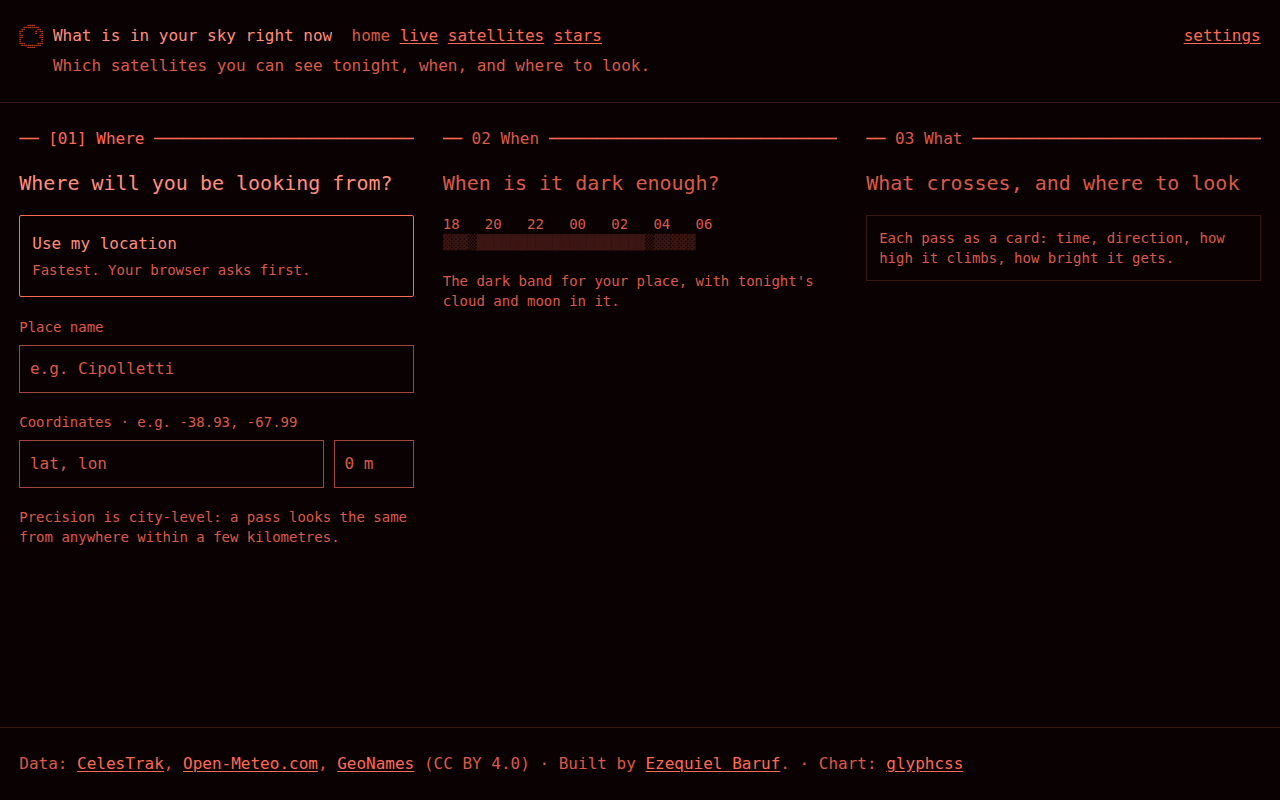 What is in your sky right now home live satellites stars settings
Which satellites you can see tonight, when, and where to look.
[01] Where
Where will you be looking from?
Use my location
Fastest. Your browser asks first.
Place name
e.g. Cipolletti
Coordinates · e.g. -38.93, -67.99
lat, lon 0 m
Precision is city-level: a pass looks the same
from anywhere within a few kilometres.
02 When
When is it dark enough?
18 20 22 00 02 04 06
The dark band for your place, with tonight's
cloud and moon in it.
03 What
What crosses, and where to look
Each pass as a card: time, direction, how
high it climbs, how bright it gets.
Data: CelesTrak, Open-Meteo.com, GeoNames (CC BY 4.0) · Built by Ezequiel Baruf. · Chart: glyphcss